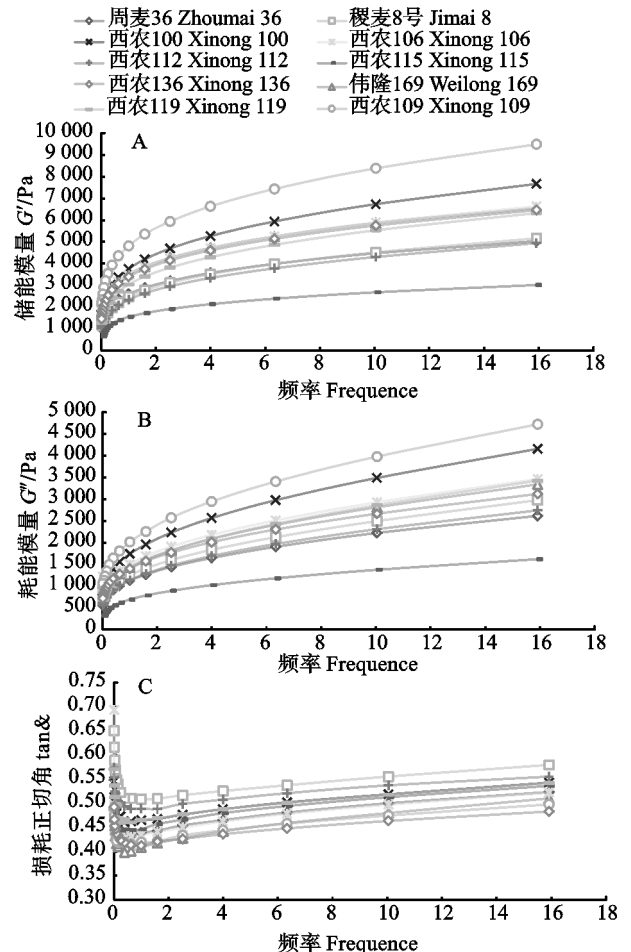 周麦36 Zhoumai 36 稷麦8号 Jimai 8
西农100 Xinong 100 西农106 Xinong 106
西农112 Xinong 112 西农115 Xinong 115
西农136 Xinong 136 伟隆169 Weilong 169
西农119 Xinong 119 西农109 Xinong 109
A
储能模量 G′/Pa
10 000
9 000
8 000
7 000
6 000
5 000
4 000
3 000
2 000
1 000
0
0 2 4 6 8 10 12 14 16 18
频率 Frequence
B
耗能模量 G″/Pa
5 000
4 500
4 000
3 500
3 000
2 500
2 000
1 500
1 000
500
0
0 2 4 6 8 10 12 14 16 18
频率 Frequence
C
损耗正切角 tan&
0.75
0.70
0.65
0.60
0.55
0.50
0.45
0.40
0.35
0.30
0 2 4 6 8 10 12 14 16 18
频率 Frequence